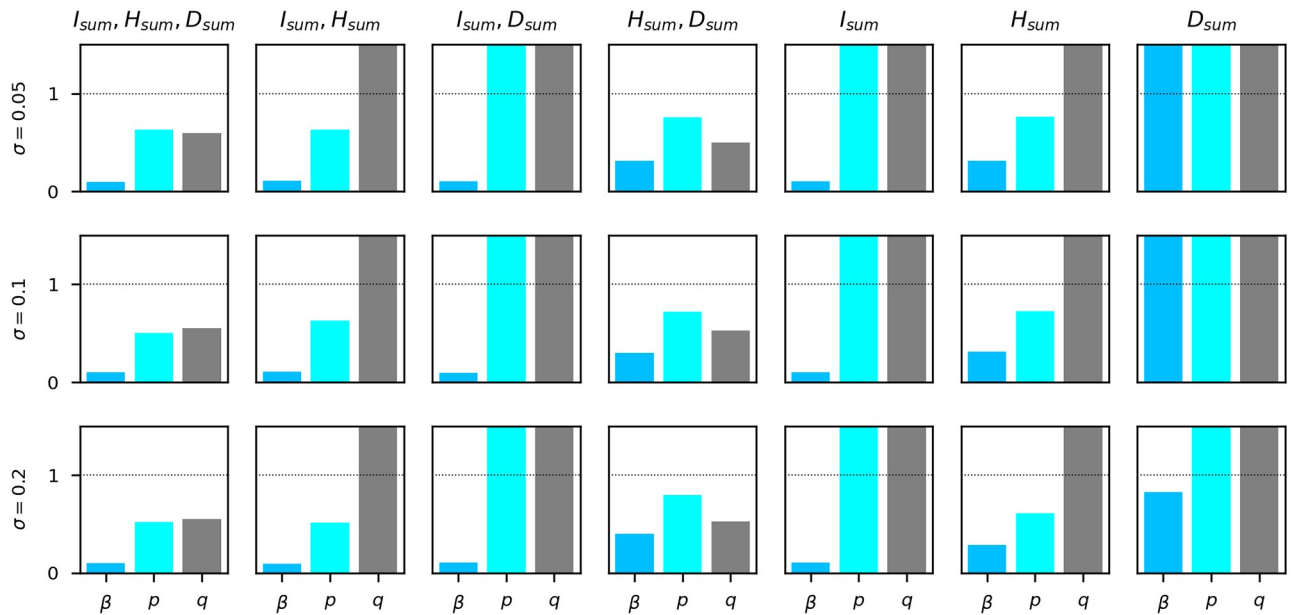 I_sum, H_sum, D_sum I_sum, H_sum I_sum, D_sum H_sum, D_sum I_sum H_sum D_sum
σ = 0.05
1
0
σ = 0.1
1
0
σ = 0.2
1
0
β p q β p q β p q β p q β p q β p q β p q